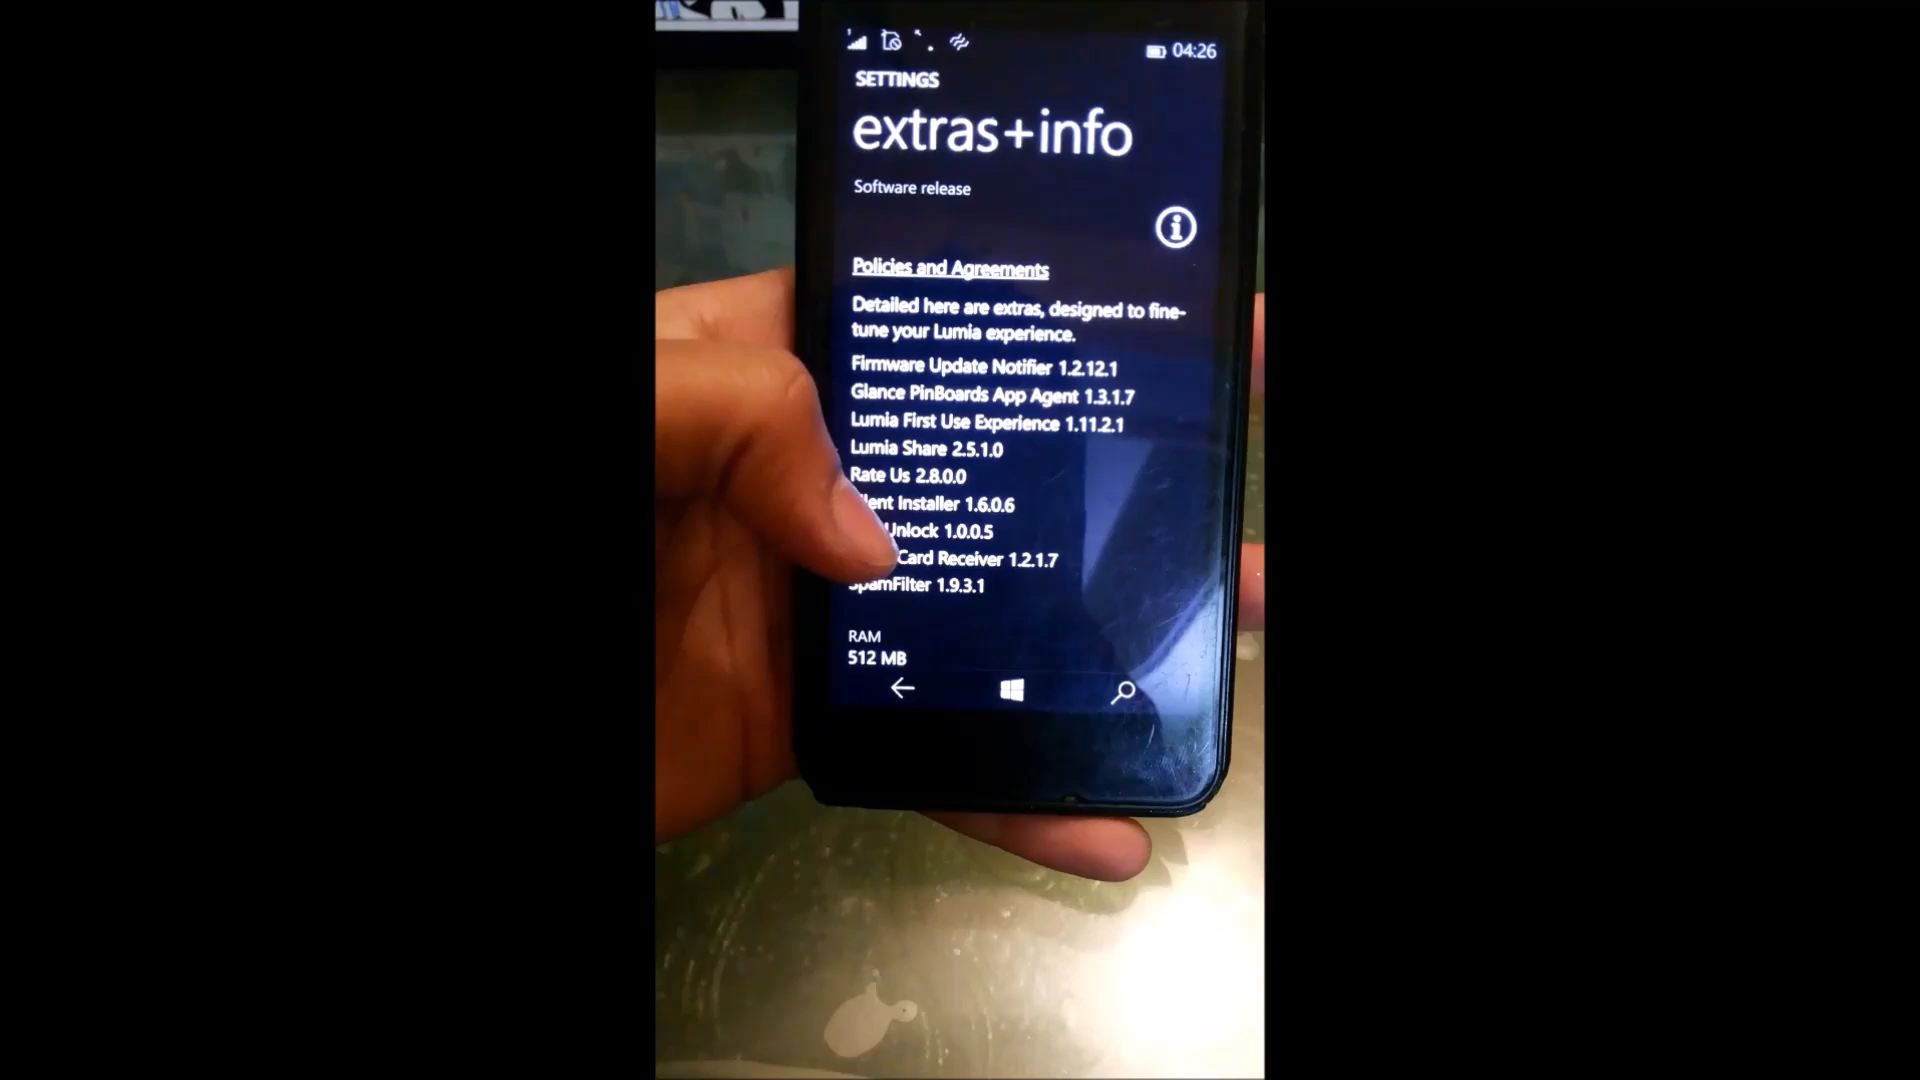 04:26
SETTINGS
extras+info
Software release
Policies and Agreements
Detailed here are extras, designed to fine-
tune your Lumia experience.
Firmware Update Notifier 1.2.12.1
Glance PinBoards App Agent 1.3.1.7
Lumia First Use Experience 1.11.2.1
Lumia Share 2.5.1.0
Rate Us 2.8.0.0
Installer 1.6.0.6
Unlock 1.0.0.5
Card Receiver 1.2.1.7
SpamFilter 1.9.3.1
RAM
512 MB